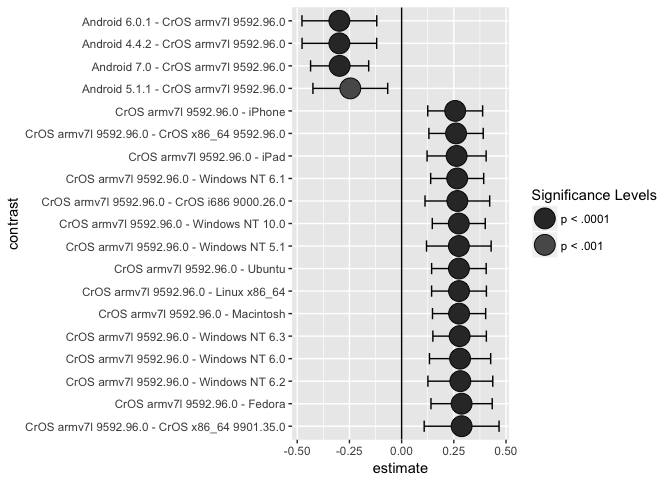 Android 6.0.1 - CrOS armv7l 9592.96.0
Android 4.4.2 - CrOS armv7l 9592.96.0
Android 7.0 - CrOS armv7l 9592.96.0
Android 5.1.1 - CrOS armv7l 9592.96.0
CrOS armv7l 9592.96.0 - iPhone
CrOS armv7l 9592.96.0 - CrOS x86_64 9592.96.0
CrOS armv7l 9592.96.0 - iPad
CrOS armv7l 9592.96.0 - Windows NT 6.1
CrOS armv7l 9592.96.0 - CrOS i686 9000.26.0
CrOS armv7l 9592.96.0 - Windows NT 10.0
CrOS armv7l 9592.96.0 - Windows NT 5.1
CrOS armv7l 9592.96.0 - Ubuntu
CrOS armv7l 9592.96.0 - Linux x86_64
CrOS armv7l 9592.96.0 - Macintosh
CrOS armv7l 9592.96.0 - Windows NT 6.3
CrOS armv7l 9592.96.0 - Windows NT 6.0
CrOS armv7l 9592.96.0 - Windows NT 6.2
CrOS armv7l 9592.96.0 - Fedora
CrOS armv7l 9592.96.0 - CrOS x86_64 9901.35.0
contrast
-0.50 -0.25 0.00 0.25 0.50
estimate
Significance Levels
p < .0001
p < .001